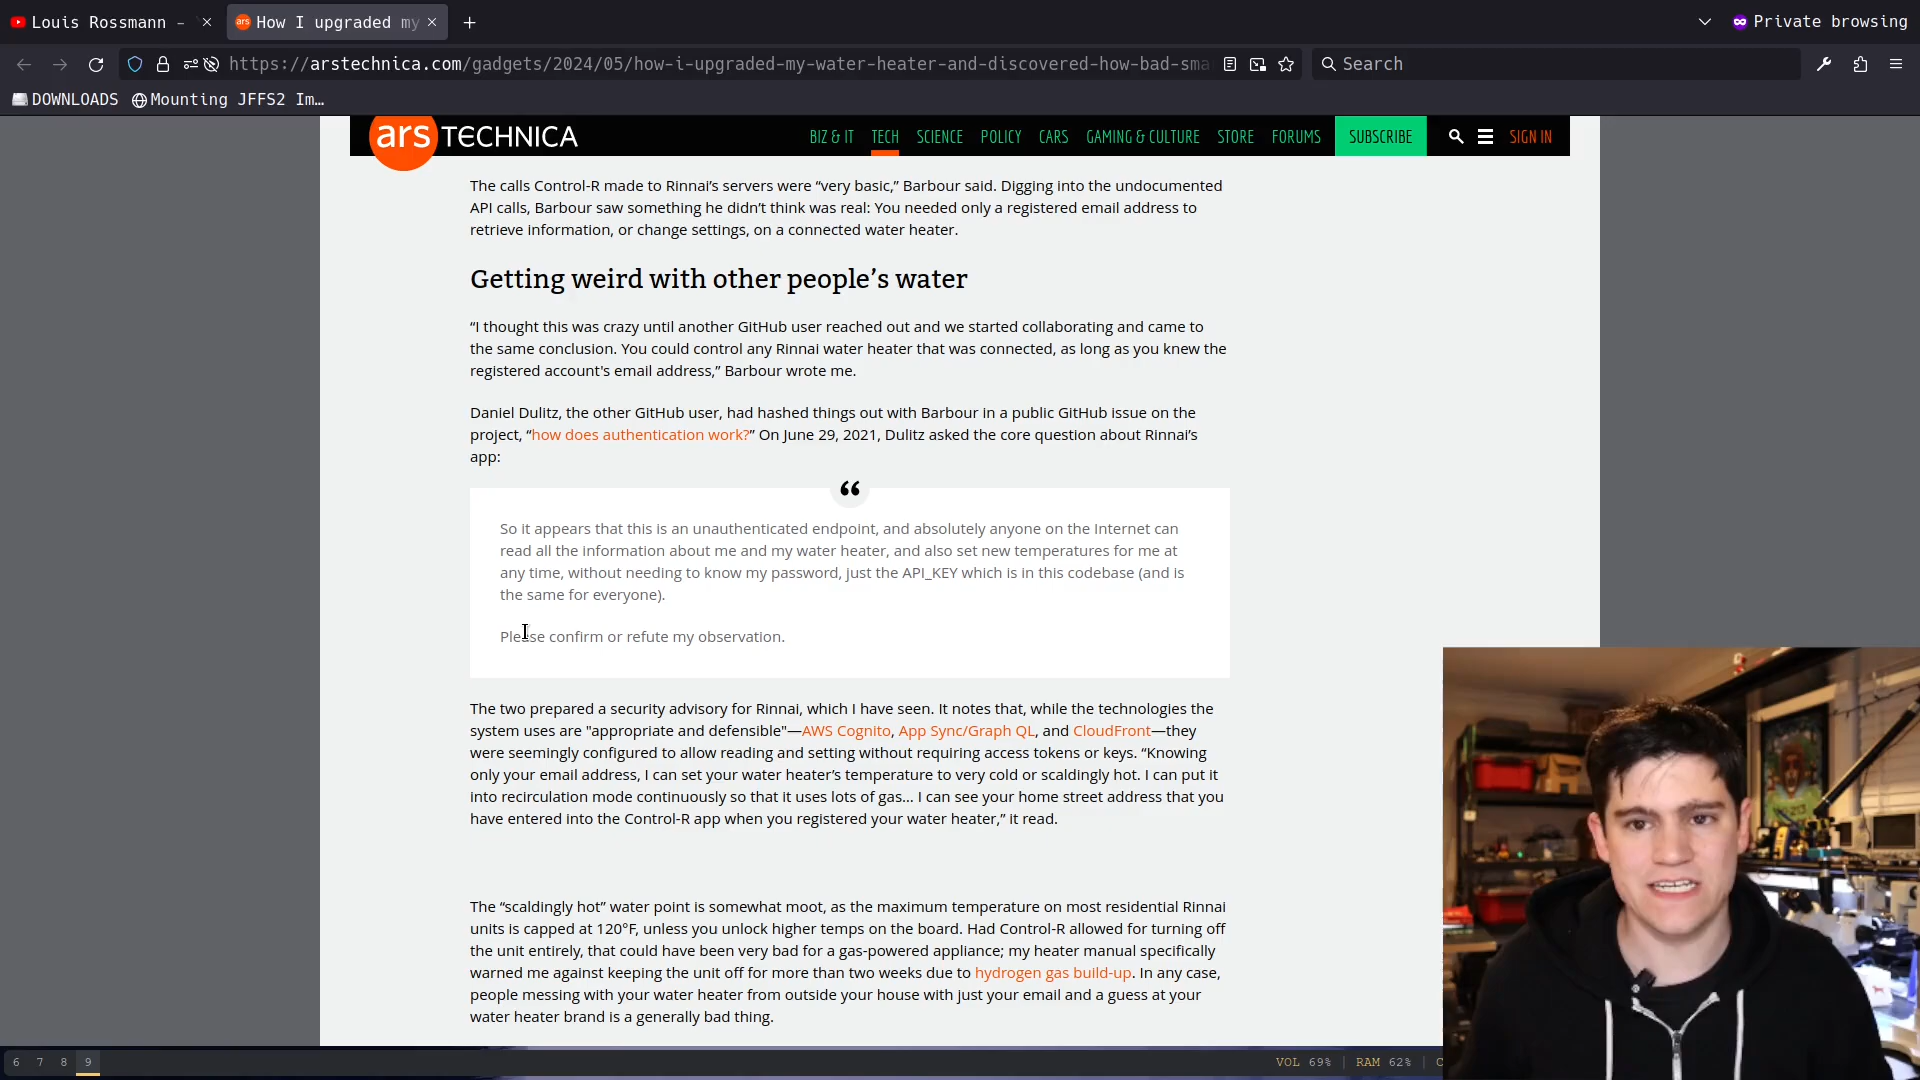 Louis Rossmann –
How I upgraded my
Private browsing
https://arstechnica.com/gadgets/2024/05/how-i-upgraded-my-water-heater-and-discovered-how-bad-sma
Search
DOWNLOADS
Mounting JFFS2 Im…
ars TECHNICA
BIZ & IT
TECH
SCIENCE
POLICY
CARS
GAMING & CULTURE
STORE
FORUMS
SUBSCRIBE
SIGN IN
The calls Control-R made to Rinnai’s servers were “very basic,” Barbour said. Digging into the undocumented
API calls, Barbour saw something he didn’t think was real: You needed only a registered email address to
retrieve information, or change settings, on a connected water heater.
Getting weird with other people’s water
“I thought this was crazy until another GitHub user reached out and we started collaborating and came to
the same conclusion. You could control any Rinnai water heater that was connected, as long as you knew the
registered account's email address,” Barbour wrote me.
Daniel Dulitz, the other GitHub user, had hashed things out with Barbour in a public GitHub issue on the
project, “how does authentication work?” On June 29, 2021, Dulitz asked the core question about Rinnai’s
app:
“
So it appears that this is an unauthenticated endpoint, and absolutely anyone on the Internet can
read all the information about me and my water heater, and also set new temperatures for me at
any time, without needing to know my password, just the API_KEY which is in this codebase (and is
the same for everyone).
Please confirm or refute my observation.
The two prepared a security advisory for Rinnai, which I have seen. It notes that, while the technologies the
system uses are "appropriate and defensible"—AWS Cognito, App Sync/Graph QL, and CloudFront—they
were seemingly configured to allow reading and setting without requiring access tokens or keys. “Knowing
only your email address, I can set your water heater’s temperature to very cold or scaldingly hot. I can put it
into recirculation mode continuously so that it uses lots of gas... I can see your home street address that you
have entered into the Control-R app when you registered your water heater,” it read.
The “scaldingly hot” water point is somewhat moot, as the maximum temperature on most residential Rinnai
units is capped at 120°F, unless you unlock higher temps on the board. Had Control-R allowed for turning off
the unit entirely, that could have been very bad for a gas-powered appliance; my heater manual specifically
warned me against keeping the unit off for more than two weeks due to hydrogen gas build-up. In any case,
people messing with your water heater from outside your house with just your email and a guess at your
water heater brand is a generally bad thing.
6 7 8 9
VOL 69% | RAM 62% | C